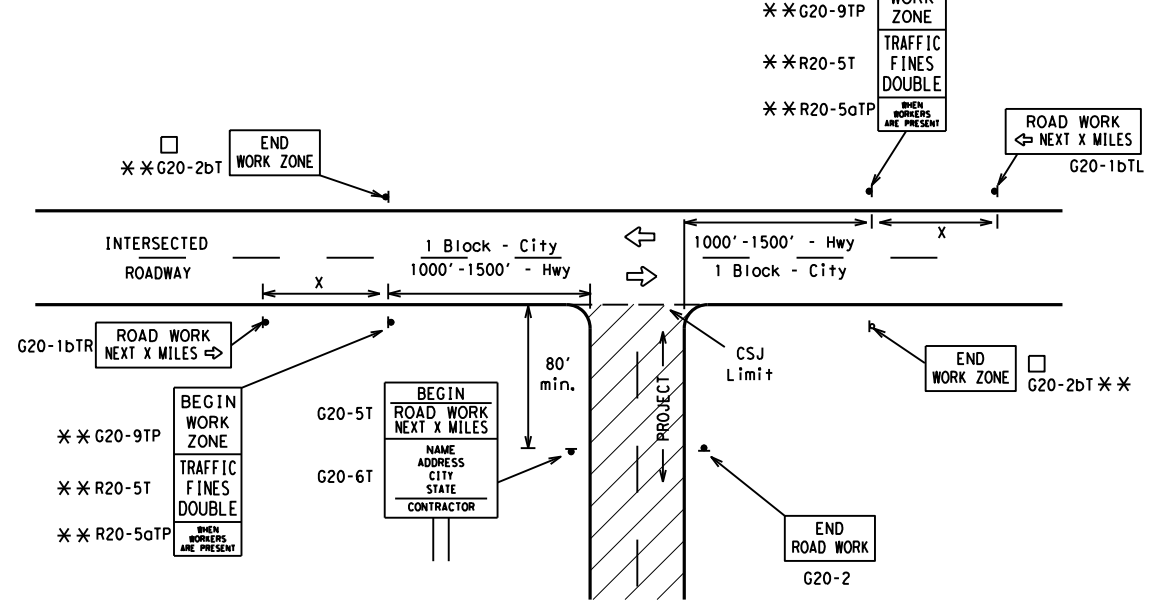 WORK
ZONE
✳✳G20-9TP
TRAFFIC
FINES
DOUBLE
✳✳R20-5T
WHEN
WORKERS
ARE PRESENT
✳✳R20-5aTP
ROAD WORK
⇦ NEXT X MILES
G20-1bTL
END
WORK ZONE
□
✳✳G20-2bT
INTERSECTED
ROADWAY
1 Block - City
1000'-1500' - Hwy
1000'-1500' - Hwy
1 Block - City
X
X
G20-1bTR
ROAD WORK
NEXT X MILES ⇨
80'
min.
CSJ
Limit
PROJECT
END
WORK ZONE
□
G20-2bT✳✳
BEGIN
WORK
ZONE
✳✳G20-9TP
TRAFFIC
FINES
DOUBLE
✳✳R20-5T
WHEN
WORKERS
ARE PRESENT
✳✳R20-5aTP
G20-5T
BEGIN
ROAD WORK
NEXT X MILES
G20-6T
NAME
ADDRESS
CITY
STATE
CONTRACTOR
END
ROAD WORK
G20-2